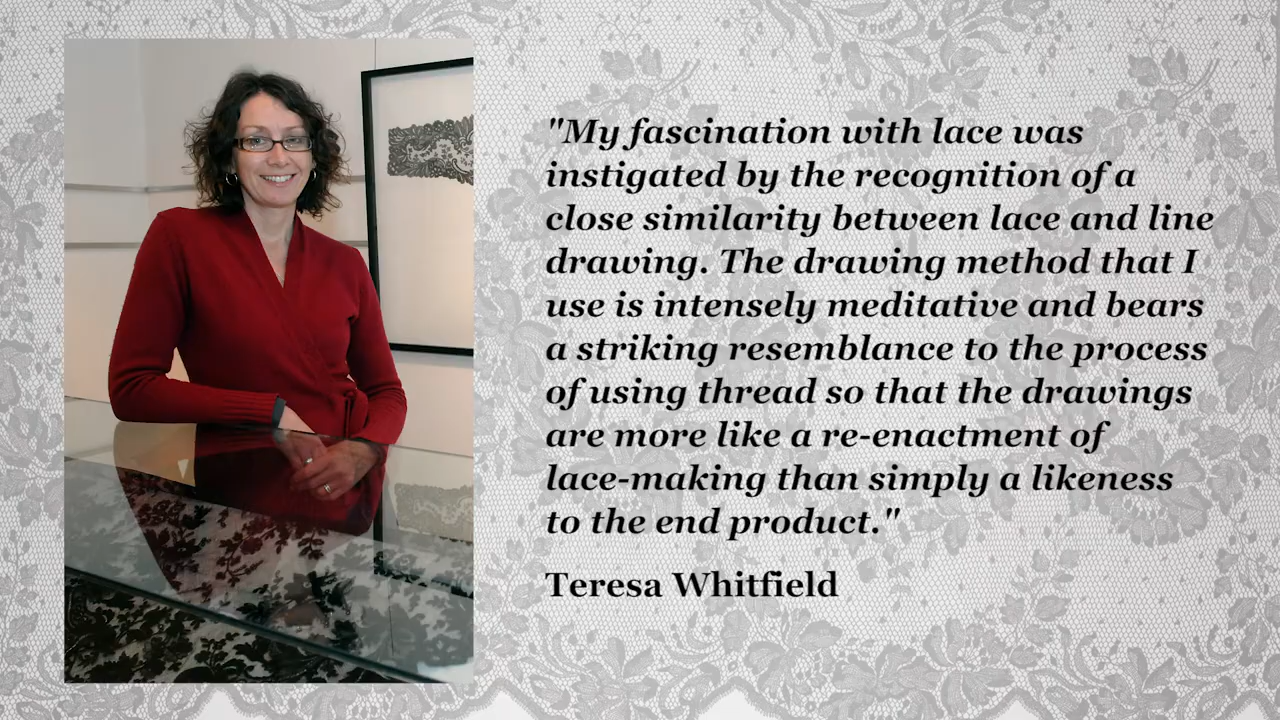 "My fascination with lace was
instigated by the recognition of a
close similarity between lace and line
drawing. The drawing method that I
use is intensely meditative and bears
a striking resemblance to the process
of using thread so that the drawings
are more like a re-enactment of
lace-making than simply a likeness
to the end product."
Teresa Whitfield